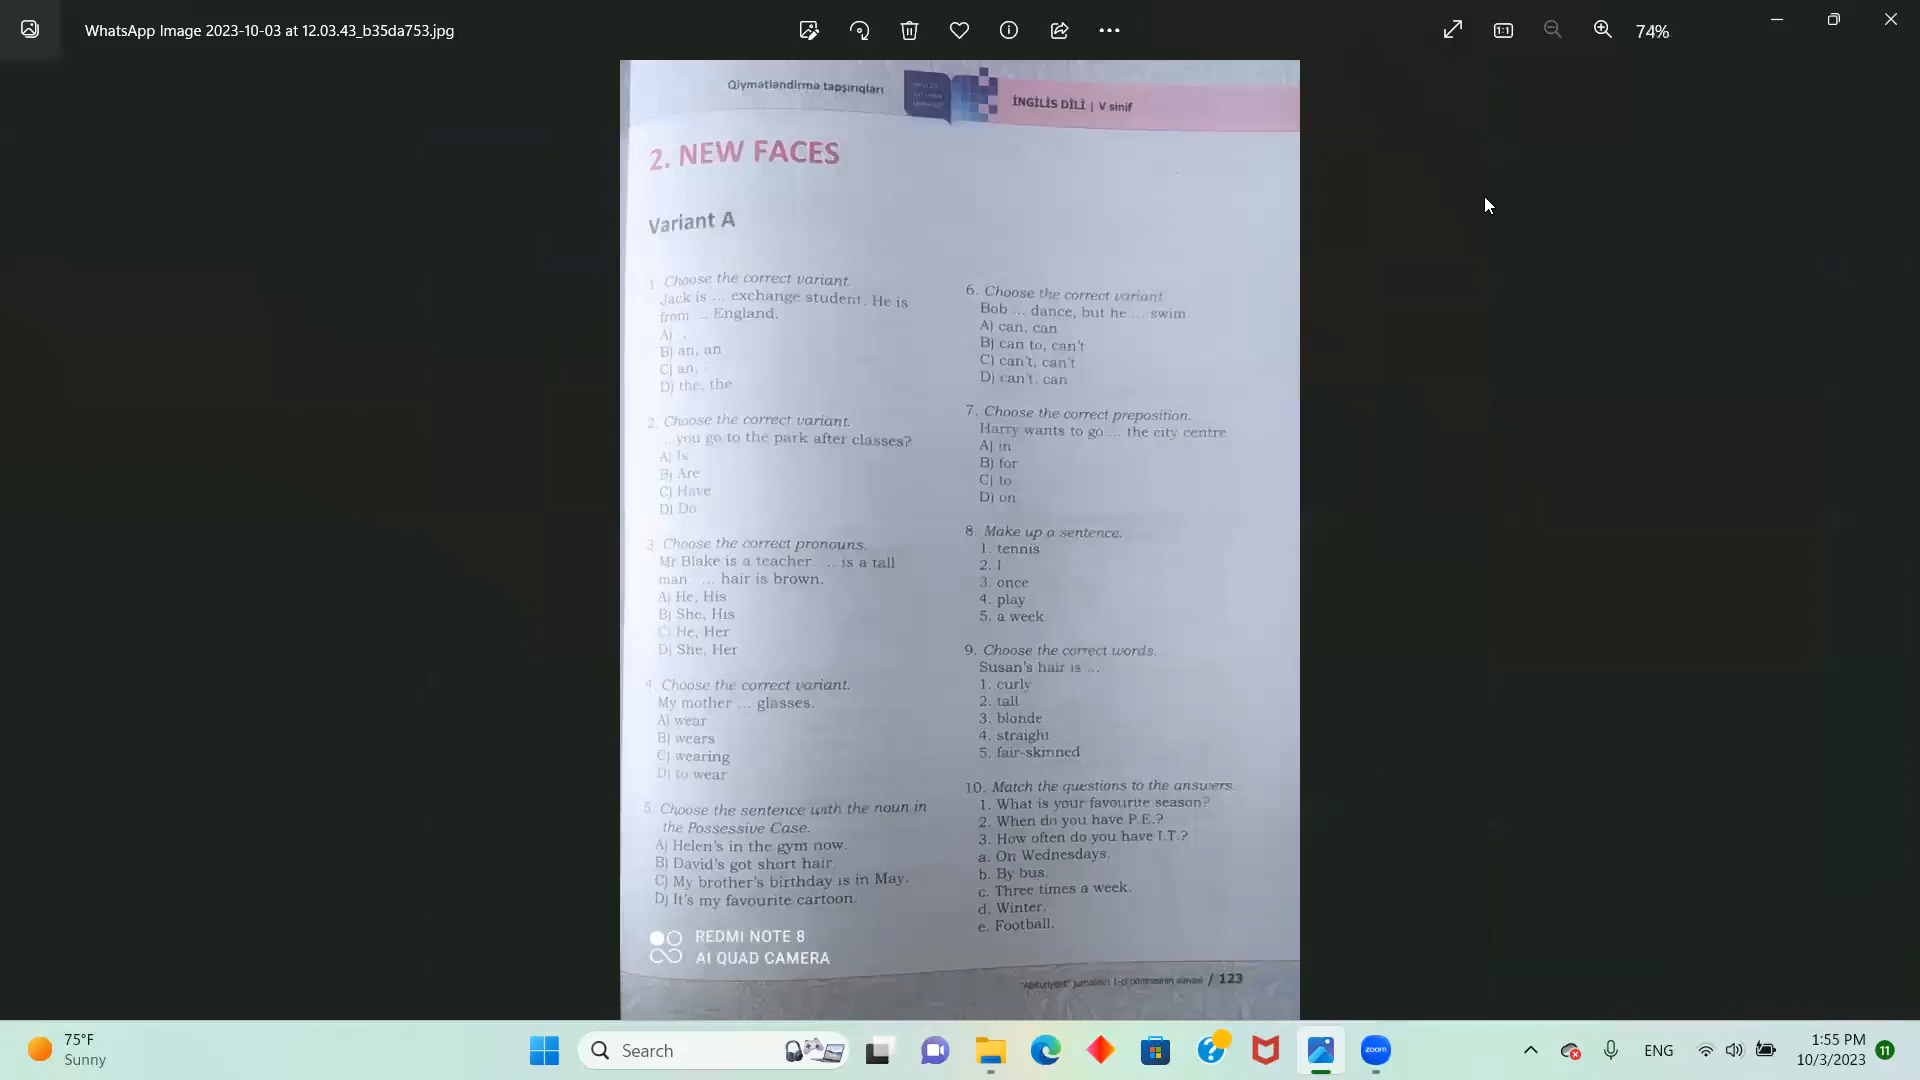 WhatsApp Image 2023-10-03 at 12.03.43_b35da753.jpg
74%
Qiymətləndirmə tapşırıqları
İNGİLİS DİLİ | V sinif
2. NEW FACES
Variant A
1. Choose the correct variant.
Jack is ... exchange student. He is
from ... England.
A) -, -
B) an, an
C) an, -
D) the, the
2. Choose the correct variant.
... you go to the park after classes?
A) Is
B) Are
C) Have
D) Do
3. Choose the correct pronouns.
Mr Blake is a teacher. ... is a tall
man. ... hair is brown.
A) He, His
B) She, His
C) He, Her
D) She, Her
4. Choose the correct variant.
My mother ... glasses.
A) wear
B) wears
C) wearing
D) to wear
5. Choose the sentence with the noun in
the Possessive Case.
A) Helen's in the gym now.
B) David's got short hair.
C) My brother's birthday is in May.
D) It's my favourite cartoon.
6. Choose the correct variant.
Bob ... dance, but he ... swim.
A) can, can
B) can to, can't
C) can't, can't
D) can't, can
7. Choose the correct preposition.
Harry wants to go ... the city centre
A) in
B) for
C) to
D) on
8. Make up a sentence.
1. tennis
2. I
3. once
4. play
5. a week
9. Choose the correct words.
Susan's hair is ...
1. curly
2. tall
3. blonde
4. straight
5. fair-skinned
10. Match the questions to the answers.
1. What is your favourite season?
2. When do you have P.E.?
3. How often do you have I.T.?
a. On Wednesdays.
b. By bus.
c. Three times a week.
d. Winter.
e. Football.
REDMI NOTE 8
AI QUAD CAMERA
"Abituriyent" jurnalının 1-ci nömrəsinin əlavəsi / 123
75°F
Sunny
Search
zoom
ENG
1:55 PM
10/3/2023
11